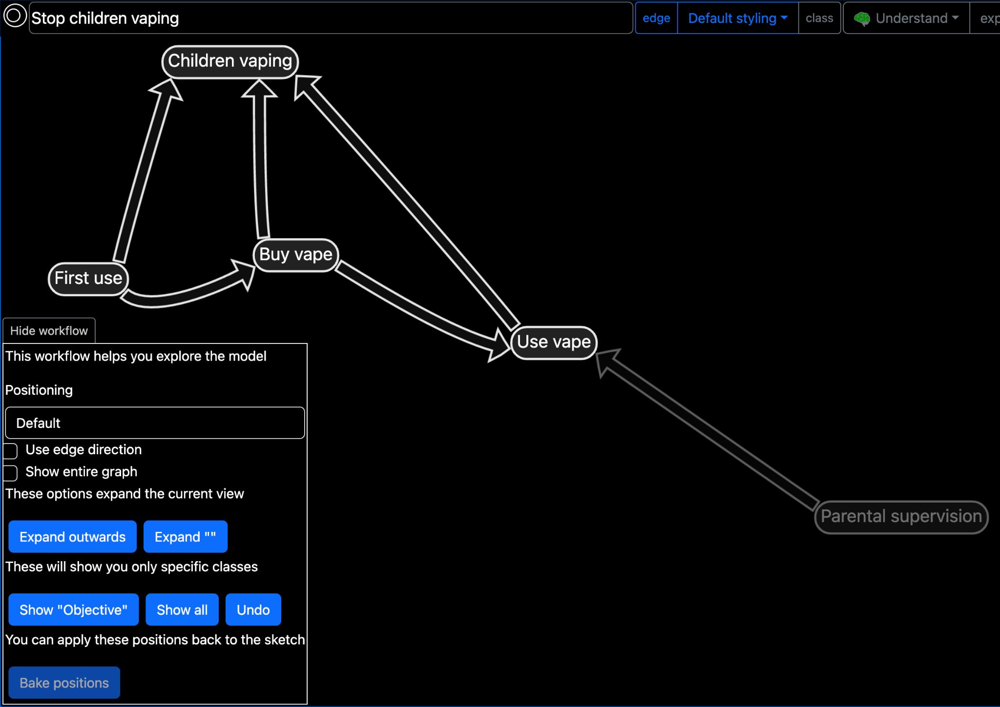 Stop children vaping
edge Default styling class Understand exp
Children vaping
Buy vape
First use
Use vape
Parental supervision
Hide workflow
This workflow helps you explore the model
Positioning
Default
Use edge direction
Show entire graph
These options expand the current view
Expand outwards Expand ""
These will show you only specific classes
Show "Objective" Show all Undo
You can apply these positions back to the sketch
Bake positions